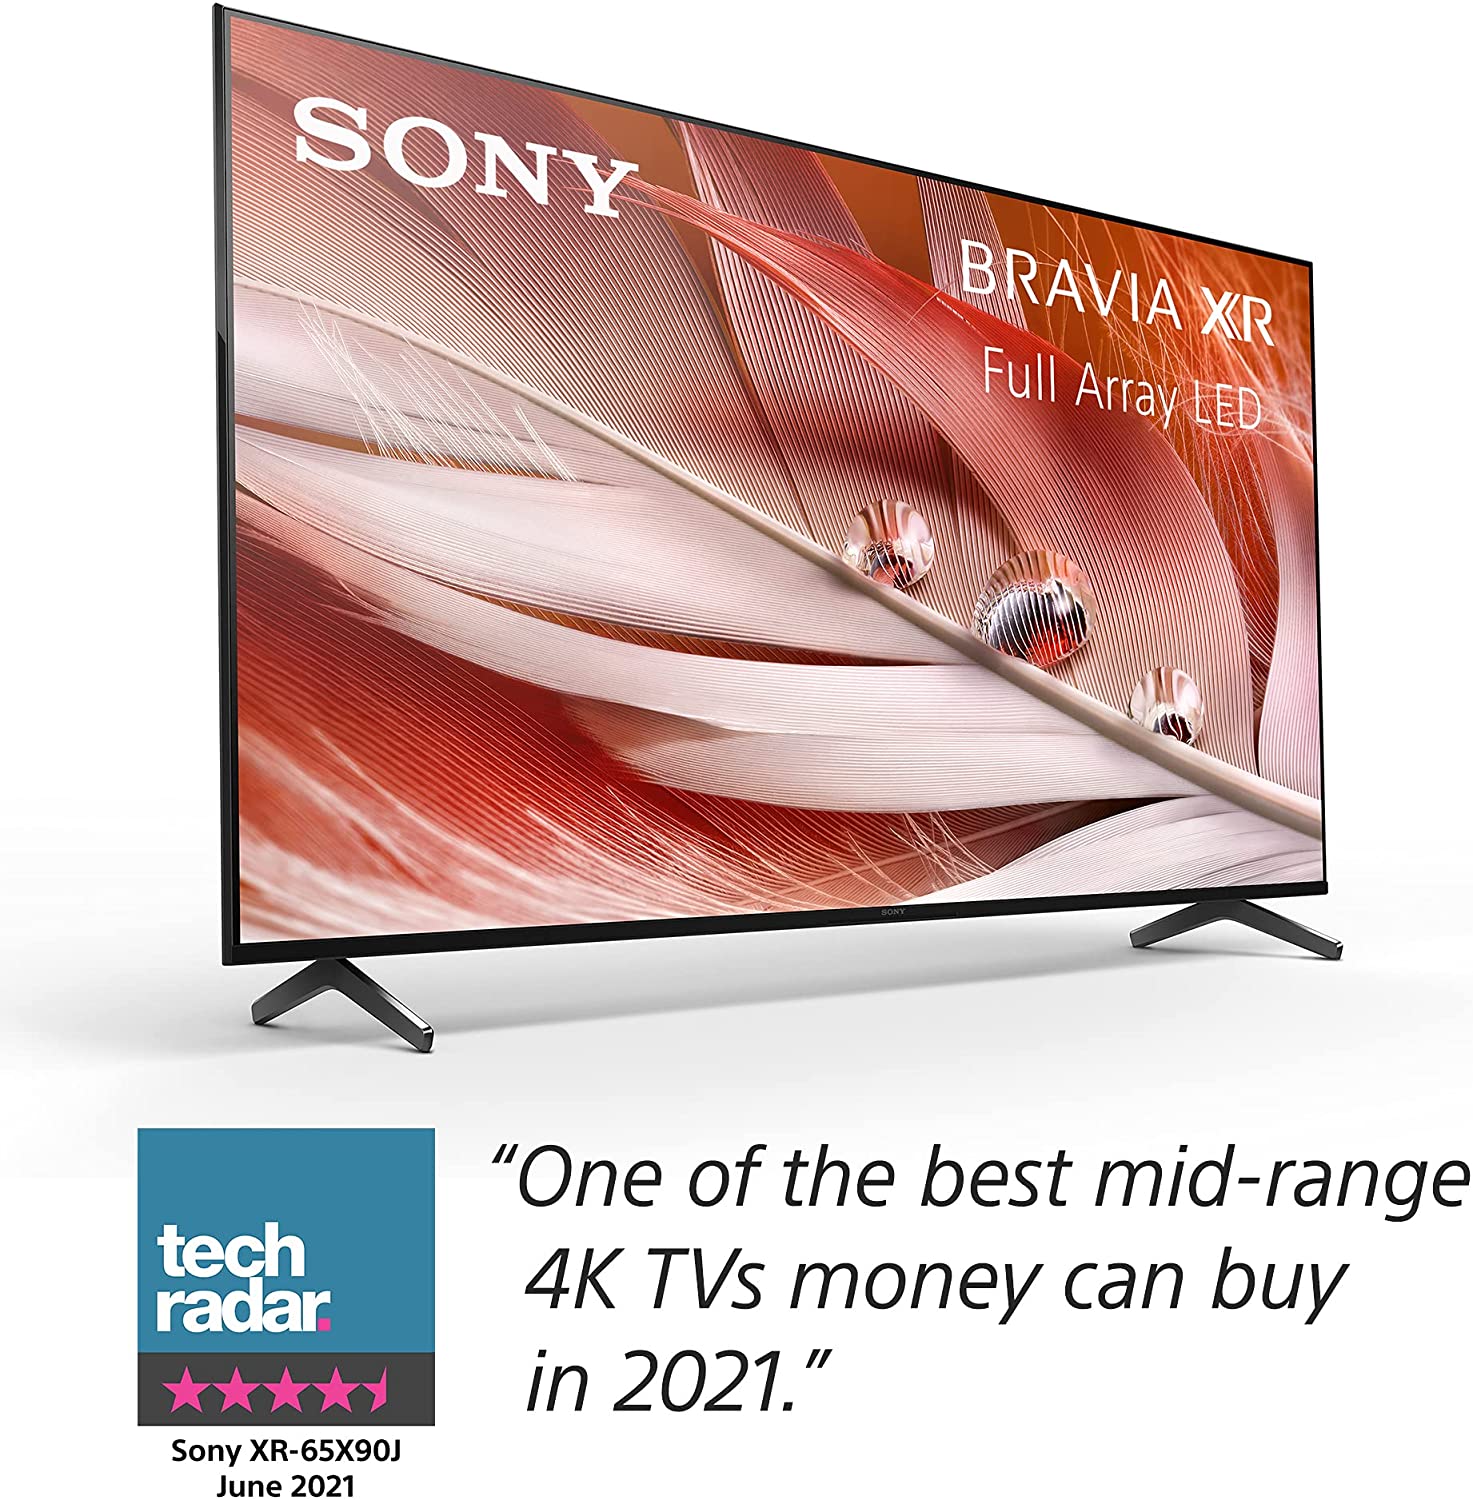 SONY
BRAVIA XR
Full Array LED
SONY
tech
radar.
Sony XR-65X90J
June 2021
“One of the best mid-range
4K TVs money can buy
in 2021.”